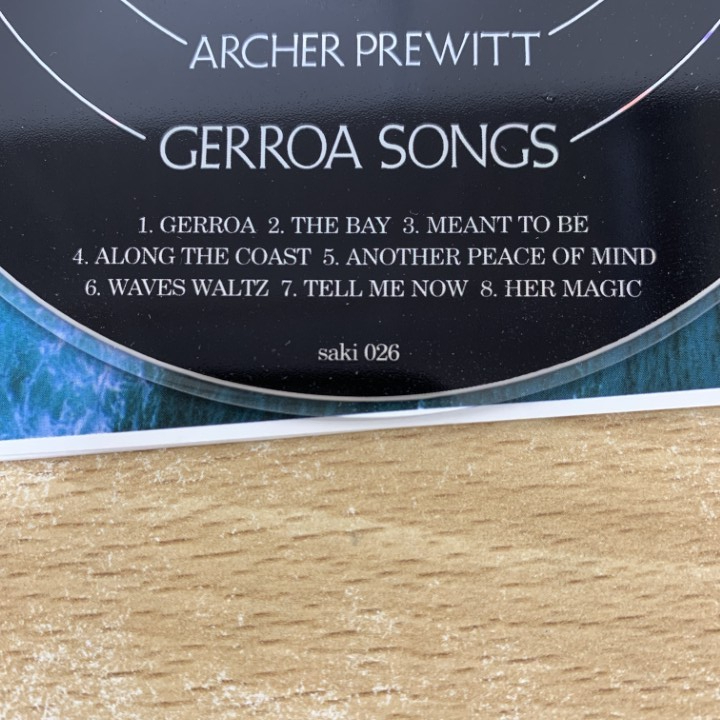 ARCHER PREWITT
GERROA SONGS
1. GERROA 2. THE BAY 3. MEANT TO BE
4. ALONG THE COAST 5. ANOTHER PEACE OF MIND
6. WAVES WALTZ 7. TELL ME NOW 8. HER MAGIC
saki 026